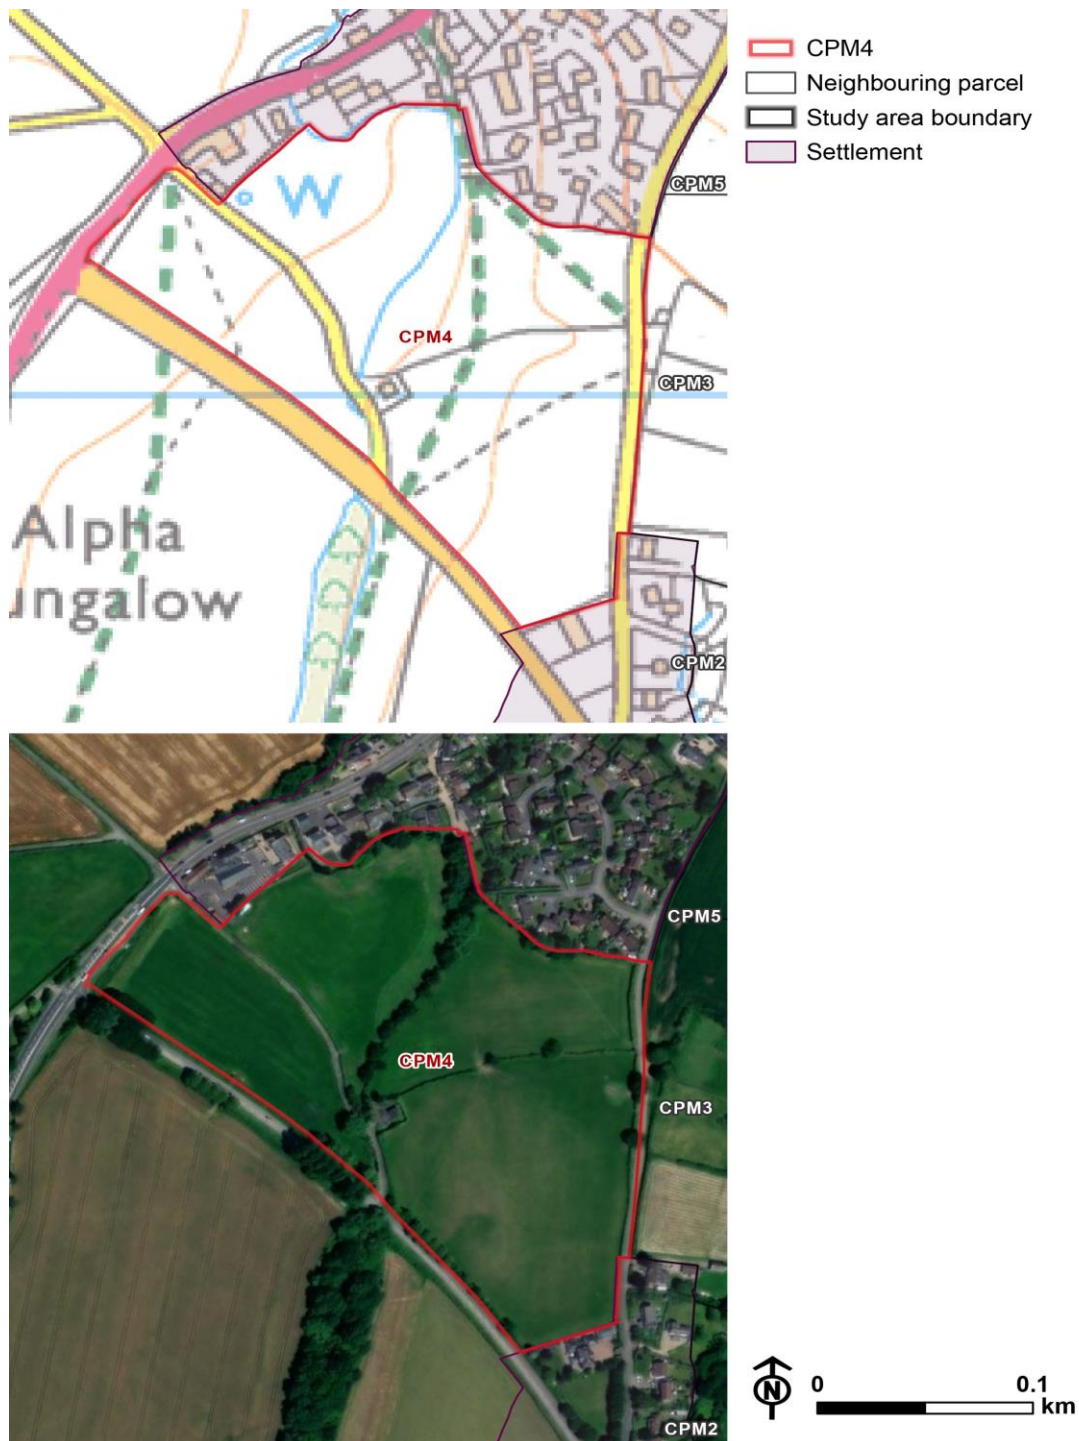 CPM4
Neighbouring parcel
Study area boundary
Settlement
W
CPM5
CPM4
CPM3
Alpha
ungalow
CPM2
CPM5
CPM4
CPM3
CPM2
N
0 0.1
km